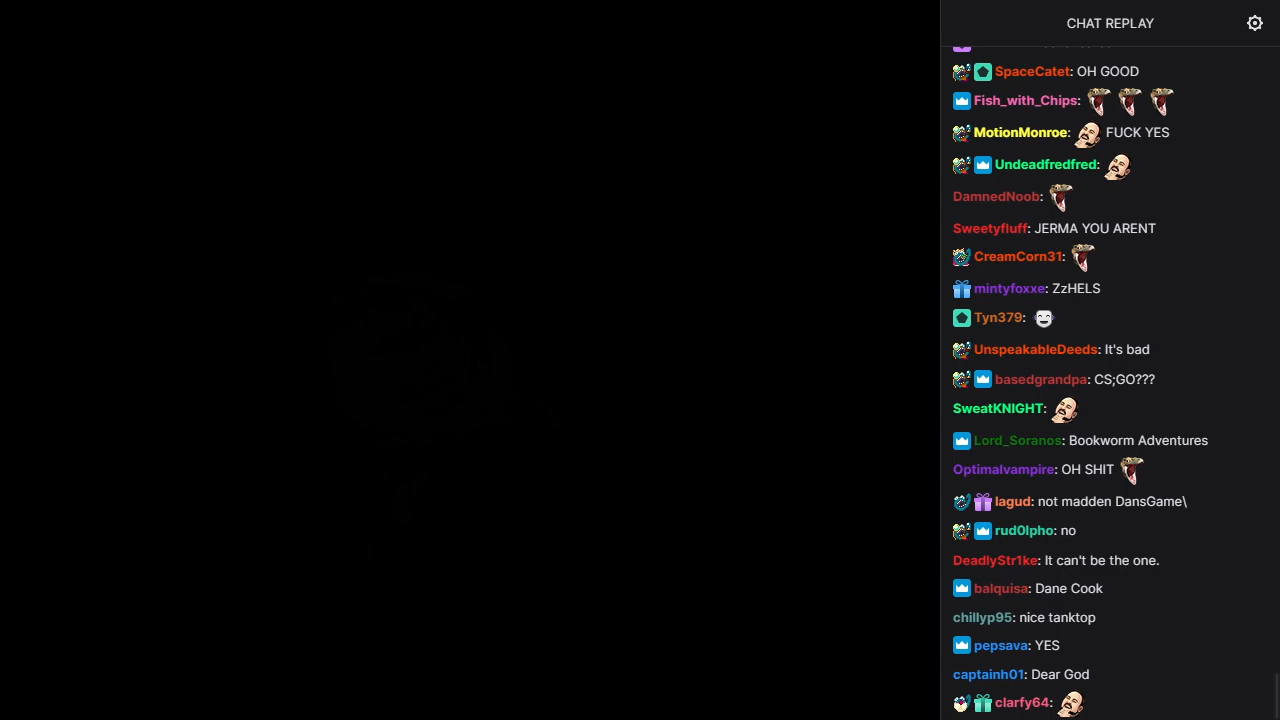 CHAT REPLAY
SpaceCatet: OH GOOD
Fish_with_Chips:
MotionMonroe: FUCK YES
Undeadfredfred:
DamnedNoob:
Sweetyfluff: JERMA YOU ARENT
CreamCorn31:
mintyfoxxe: ZzHELS
Tyn379:
UnspeakableDeeds: It's bad
basedgrandpa: CS;GO???
SweatKNIGHT:
Lord_Soranos: Bookworm Adventures
Optimalvampire: OH SHIT
lagud: not madden DansGame\
rud0lpho: no
DeadlyStr1ke: It can't be the one.
balquisa: Dane Cook
chillyp95: nice tanktop
pepsava: YES
captainh01: Dear God
clarfy64: